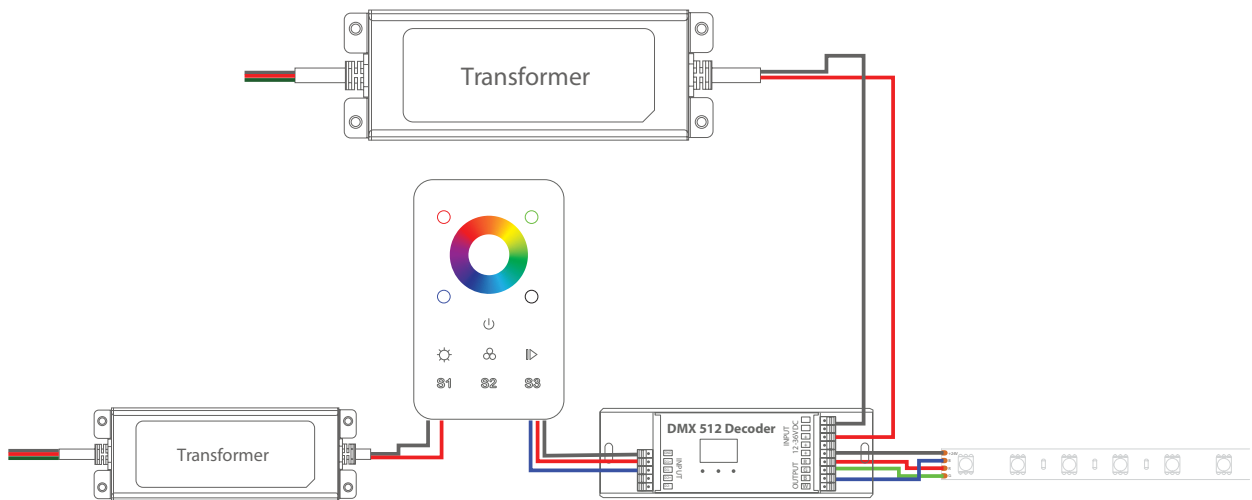 Transformer
S1 S2 S3
Transformer
DMX 512 Decoder
INPUT
12-36VDC
INPUT
OUTPUT